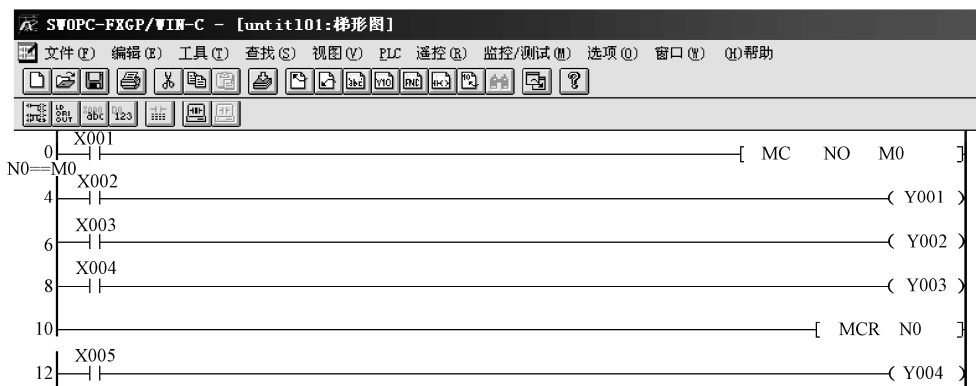 SWOPC-FXGP/WIN-C - [untitl01:梯形图]
文件(F) 编辑(E) 工具(T) 查找(S) 视图(V) PLC 遥控(R) 监控/测试(M) 选项(O) 窗口(W) (H)帮助
X001
0 [ MC NO M0 ]
N0==M0
X002
4 ( Y001 )
X003
6 ( Y002 )
X004
8 ( Y003 )
10 [ MCR N0 ]
X005
12 ( Y004 )